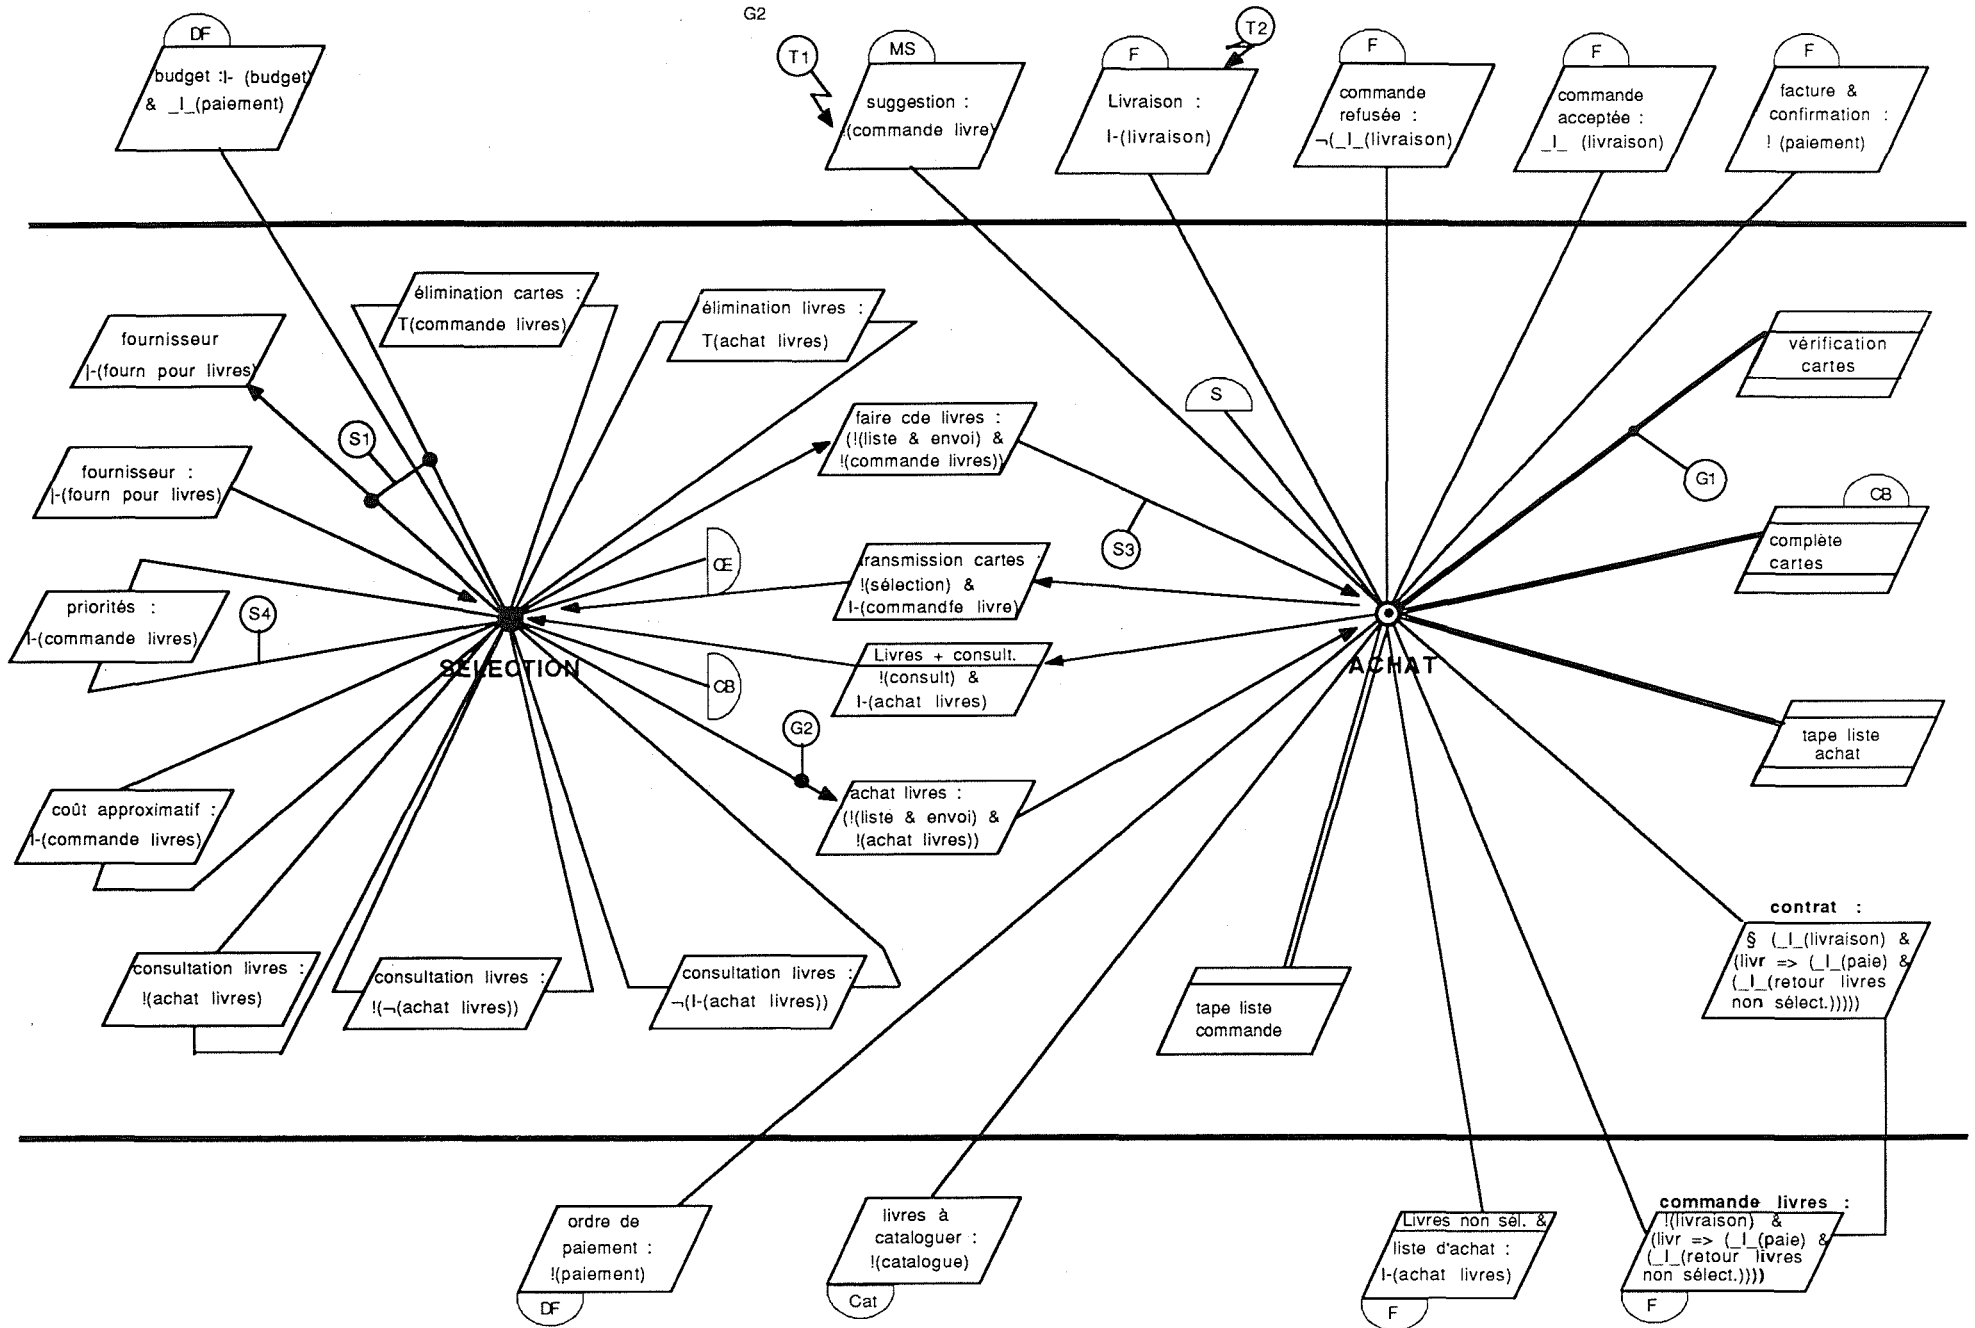 G2
DF
budget :I- (budget)
& _I_(paiement)
T1
MS
suggestion :
!(commande livre)
F
Livraison :
I-(livraison)
T2
F
commande
refusée :
¬(_I_(livraison)
F
commande
acceptée :
_I_ (livraison)
F
facture &
confirmation :
! (paiement)
élimination cartes :
T(commande livres)
élimination livres :
T(achat livres)
fournisseur
|-(fourn pour livres)
S1
fournisseur :
|-(fourn pour livres)
priorités :
I-(commande livres)
S4
coût approximatif :
I-(commande livres)
consultation livres :
!(achat livres)
consultation livres :
!(¬(achat livres))
consultation livres :
¬(I-(achat livres))
SELECTION
CE
CB
G2
faire cde livres :
(!(liste & envoi) &
!(commande livres))
S3
transmission cartes
!(sélection) &
I-(commandfe livre)
Livres + consult.
!(consult) &
I-(achat livres)
achat livres :
(!(liste & envoi) &
!(achat livres))
S
ACHAT
vérification
cartes
G1
CB
complète
cartes
tape liste
achat
tape liste
commande
contrat :
§ (_I_(livraison) &
(livr => (_I_(paie) &
(_I_(retour livres
non sélect.)))))
ordre de
paiement :
!(paiement)
DF
livres à
cataloguer :
!(catalogue)
Cat
Livres non sél. &
liste d'achat :
I-(achat livres)
F
commande livres :
!(livraison) &
(livr => (_I_(paie) &
(_I_(retour livres
non sélect.))))
F